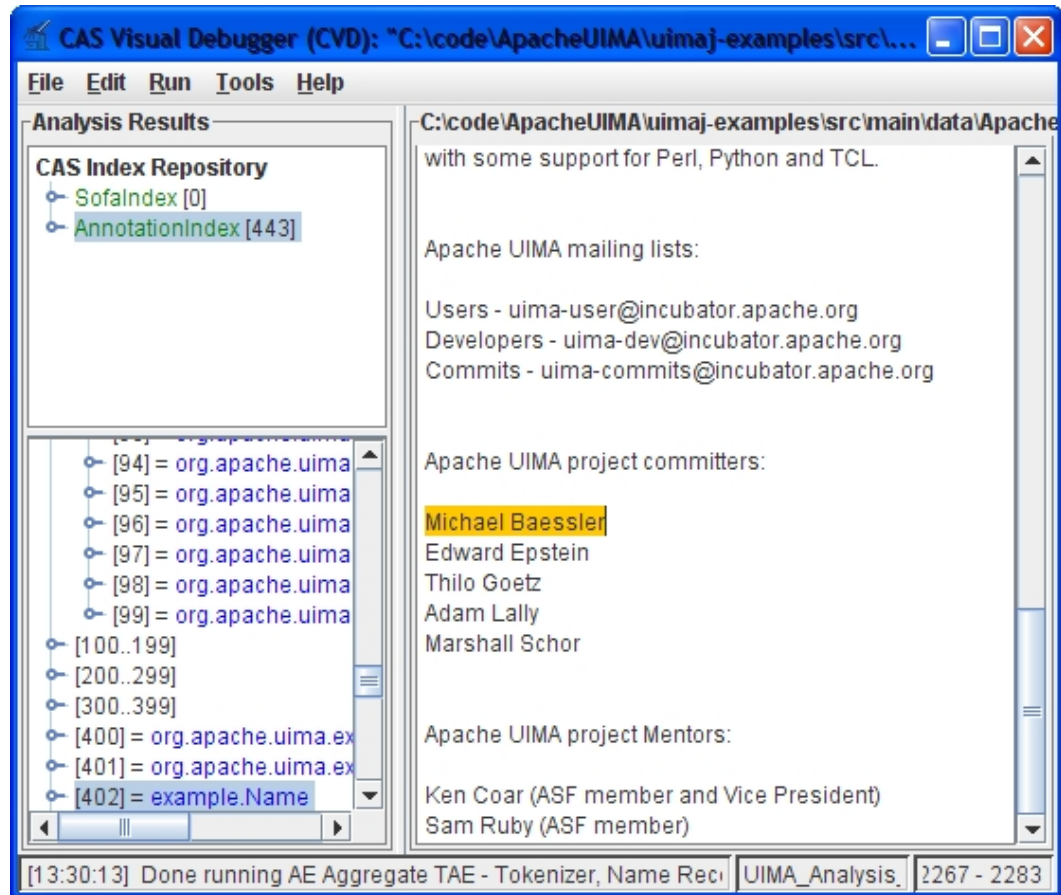 CAS Visual Debugger (CVD): "C:\code\ApacheUIMA\uimaj-examples\src\...
File Edit Run Tools Help
Analysis Results
CAS Index Repository
SofaIndex [0]
AnnotationIndex [443]
[94] = org.apache.uima
[95] = org.apache.uima
[96] = org.apache.uima
[97] = org.apache.uima
[98] = org.apache.uima
[99] = org.apache.uima
[100..199]
[200..299]
[300..399]
[400] = org.apache.uima.ex
[401] = org.apache.uima.ex
[402] = example.Name
C:\code\ApacheUIMA\uimaj-examples\src\main\data\Apache
with some support for Perl, Python and TCL.
Apache UIMA mailing lists:
Users - uima-user@incubator.apache.org
Developers - uima-dev@incubator.apache.org
Commits - uima-commits@incubator.apache.org
Apache UIMA project committers:
Michael Baessler
Edward Epstein
Thilo Goetz
Adam Lally
Marshall Schor
Apache UIMA project Mentors:
Ken Coar (ASF member and Vice President)
Sam Ruby (ASF member)
[13:30:13] Done running AE Aggregate TAE - Tokenizer, Name Rec
UIMA_Analysis_
2267 - 2283